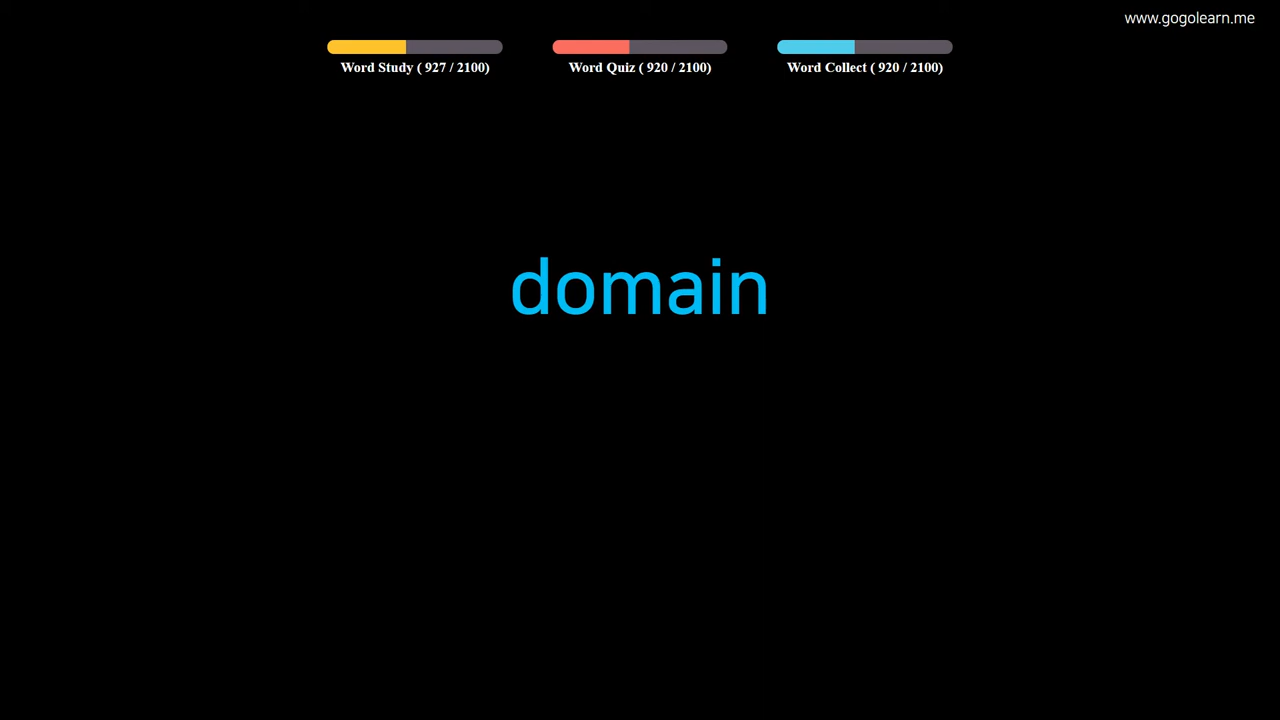 www.gogolearn.me
Word Study ( 927 / 2100)
Word Quiz ( 920 / 2100)
Word Collect ( 920 / 2100)
domain